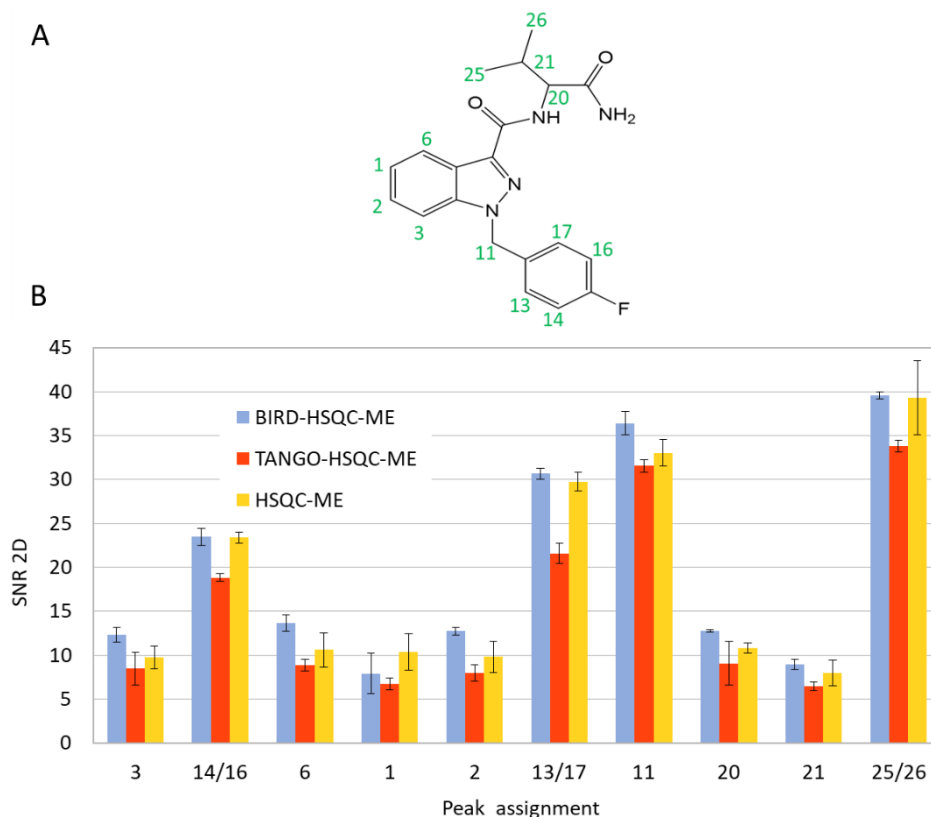 A
26
25
21
20
O
O
NH
NH₂
6
1
2
3
N
N
11
17
16
13
14
F
B
45
40
35
30
25
20
15
10
5
0
SNR 2D
BIRD-HSQC-ME
TANGO-HSQC-ME
HSQC-ME
3 14/16 6 1 2 13/17 11 20 21 25/26
Peak assignment